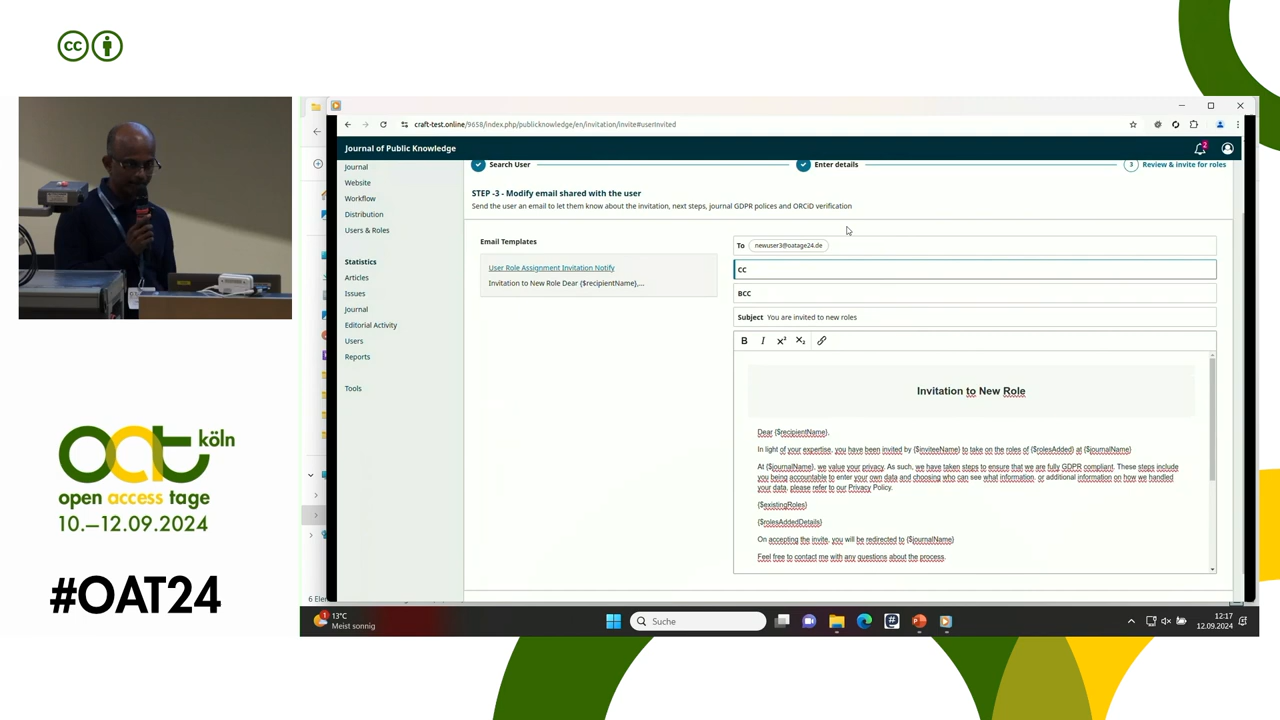 cc
craft-test.online/9658/index.php/publicknowledge/en/invitation/invite#userInvited
Journal of Public Knowledge
2
Journal
Website
Workflow
Distribution
Users & Roles
Statistics
Articles
Issues
Journal
Editorial Activity
Users
Reports
Tools
Search User
Enter details
3 Review & invite for roles
STEP -3 - Modify email shared with the user
Send the user an email to let them know about the invitation, next steps, journal GDPR polices and ORCiD verification
Email Templates
User Role Assignment Invitation Notify
Invitation to New Role Dear {$recipientName},...
To newuser3@oatage24.de
CC
BCC
Subject You are invited to new roles
B I X² X₂
Invitation to New Role
Dear {$recipientName},
In light of your expertise, you have been invited by {$inviteeName} to take on the roles of {$rolesAdded} at {$journalName}
At {$journalName}, we value your privacy. As such, we have taken steps to ensure that we are fully GDPR compliant. These steps include
you being accountable to enter your own data and choosing who can see what information. or additional information on how we handled
your data, please refer to our Privacy Policy.
{$existingRoles}
{$rolesAddedDetails}
On accepting the invite, you will be redirected to {$journalName}
Feel free to contact me with any questions about the process.
oat köln
open access tage
10.–12.09.2024
#OAT24
1
13°C
Meist sonnig
Suche
12:17
12.09.2024